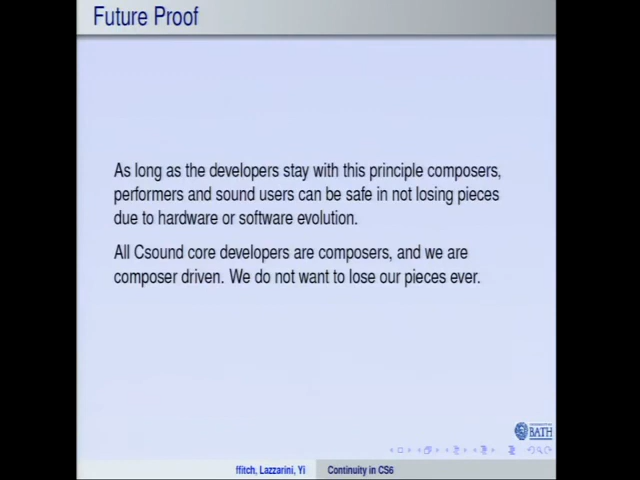 Future Proof
As long as the developers stay with this principle composers,
performers and sound users can be safe in not losing pieces
due to hardware or software evolution.
All Csound core developers are composers, and we are
composer driven. We do not want to lose our pieces ever.
BATH
ffitch, Lazzarini, Yi
Continuity in CS6